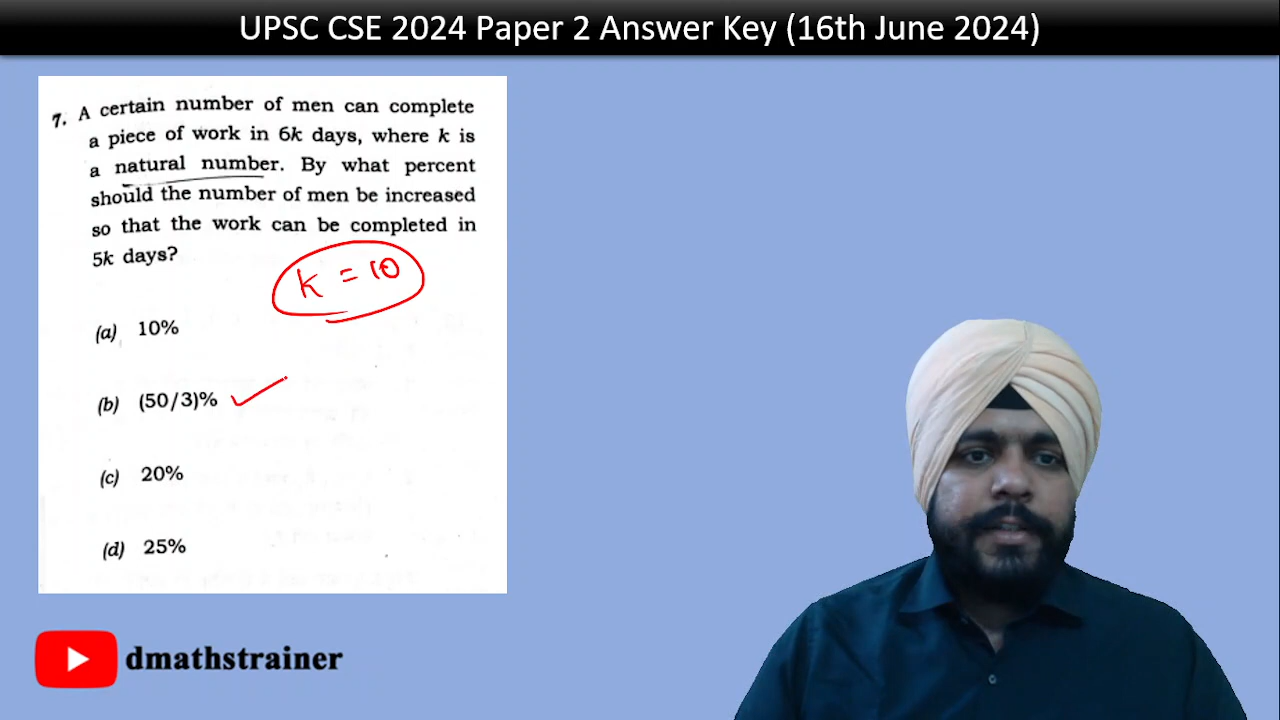 UPSC CSE 2024 Paper 2 Answer Key (16th June 2024)
7. A certain number of men can complete
a piece of work in 6k days, where k is
a natural number. By what percent
should the number of men be increased
so that the work can be completed in
5k days?
k = 10
(a) 10%
(b) (50/3)%
(c) 20%
(d) 25%
dmathstrainer